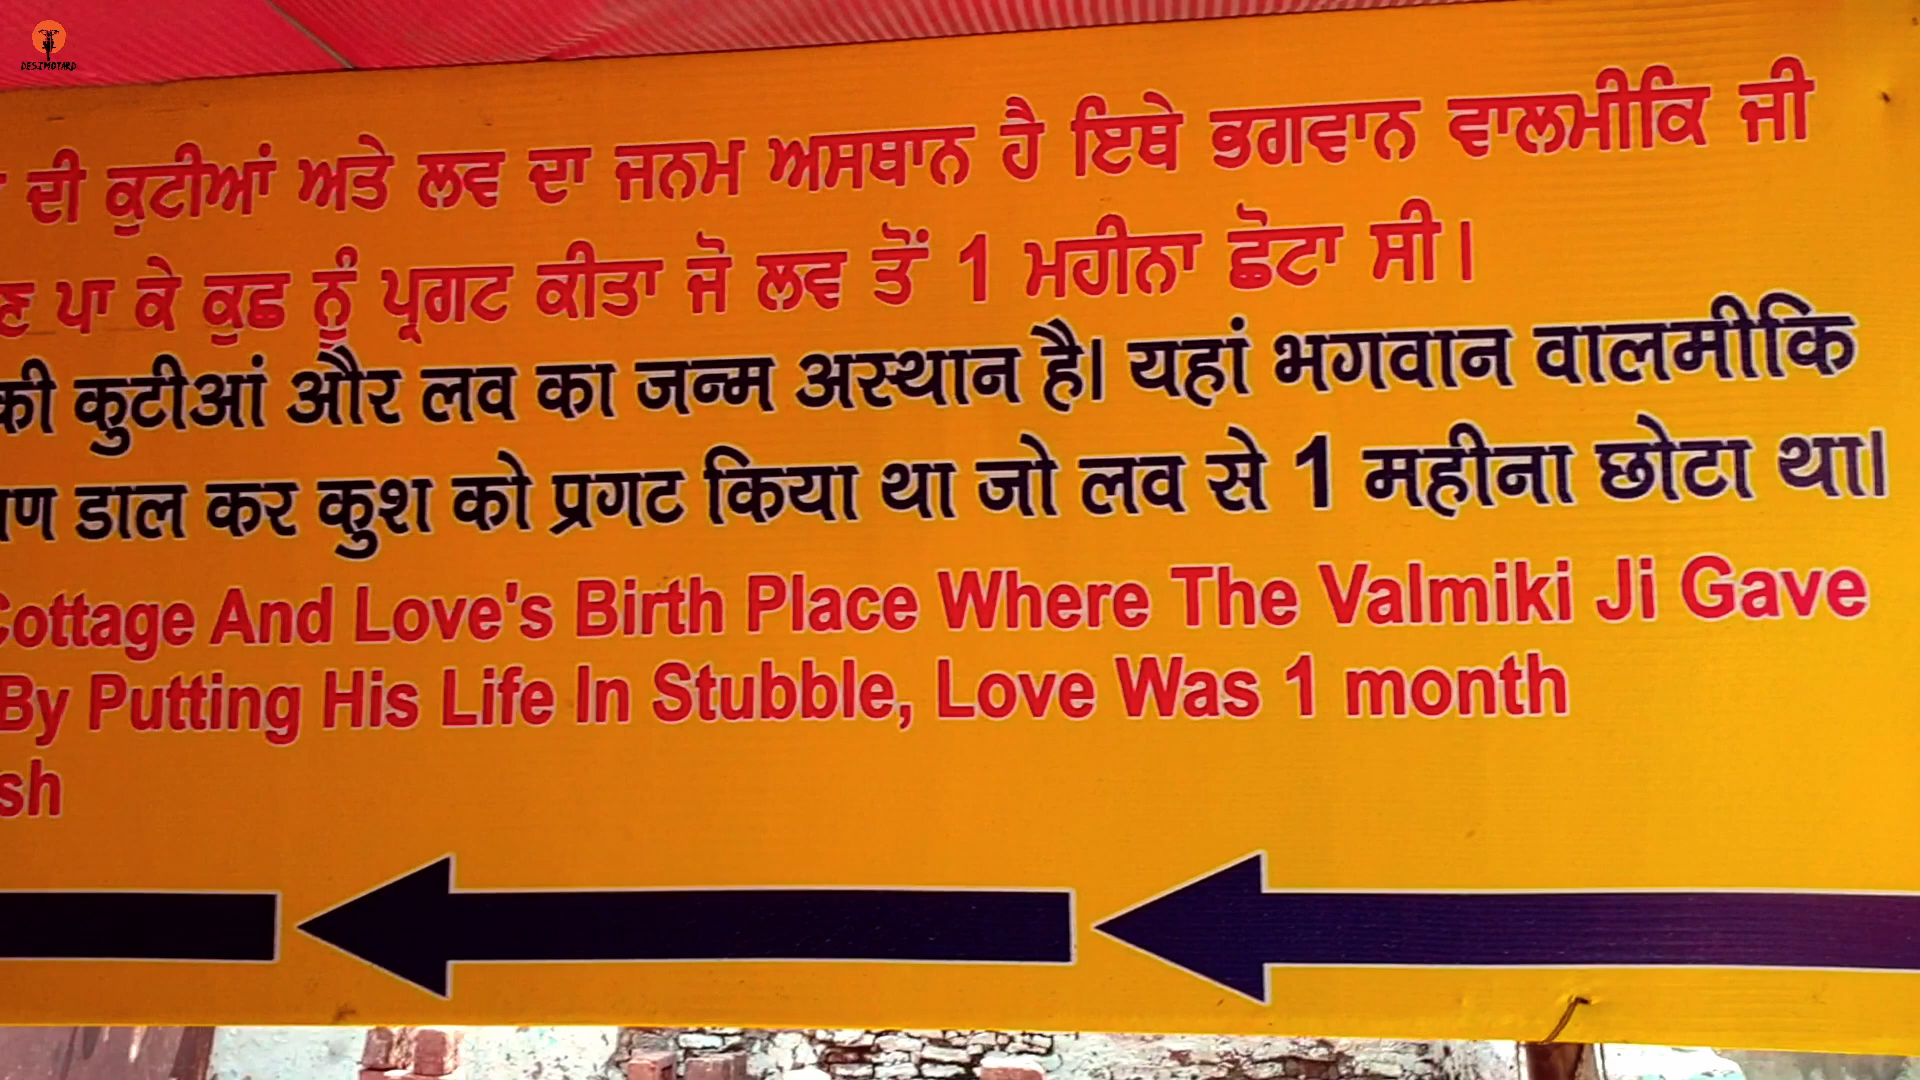 DESIMOTARD
ਦੀ ਕੁਟੀਆਂ ਅਤੇ ਲਵ ਦਾ ਜਨਮ ਅਸਥਾਨ ਹੈ ਇਥੇ ਭਗਵਾਨ ਵਾਲਮੀਕਿ ਜੀ
ਪਾ ਕੇ ਕੁਛ ਨੂੰ ਪ੍ਰਗਟ ਕੀਤਾ ਜੋ ਲਵ ਤੋਂ 1 ਮਹੀਨਾ ਛੋਟਾ ਸੀ।
की कुटीआं और लव का जन्म अस्थान है। यहां भगवान वालमीकि
डाल कर कुश को प्रगट किया था जो लव से 1 महीना छोटा था।
Cottage And Love's Birth Place Where The Valmiki Ji Gave
By Putting His Life In Stubble, Love Was 1 month
sh